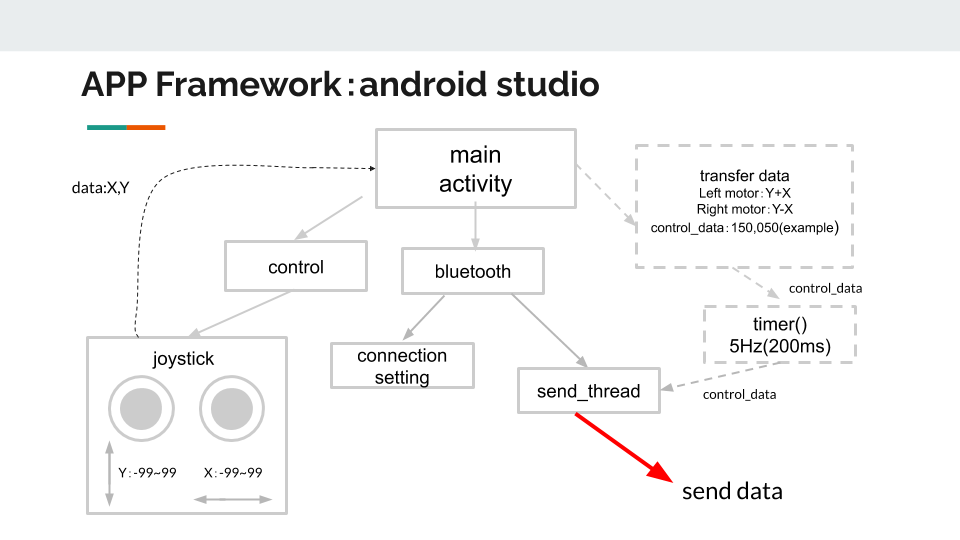 APP Framework：android studio
data:X,Y
main
activity
transfer data
Left motor：Y+X
Right motor：Y-X
control_data：150,050(example)
control
bluetooth
control_data
timer()
5Hz(200ms)
joystick
connection
setting
send_thread
control_data
Y：-99~99
X：-99~99
send data